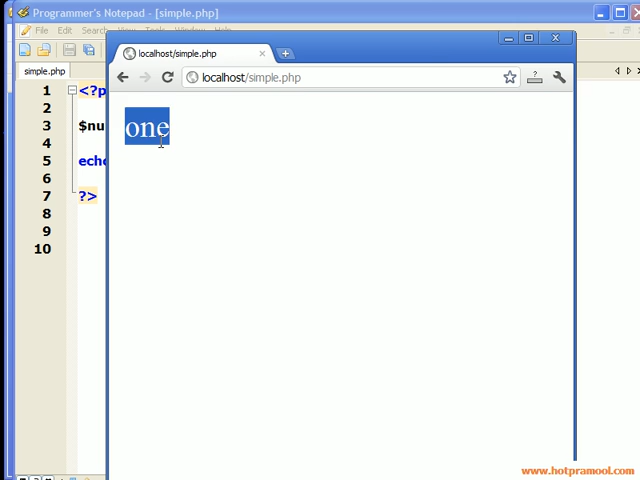 Programmer's Notepad - [simple.php]
File Edit Search
simple.php
localhost/simple.php
localhost/simple.php
one
1 <?p
2
3 $nu
4
5 echo
6
7 ?>
8
9
10
www.hotpramool.com